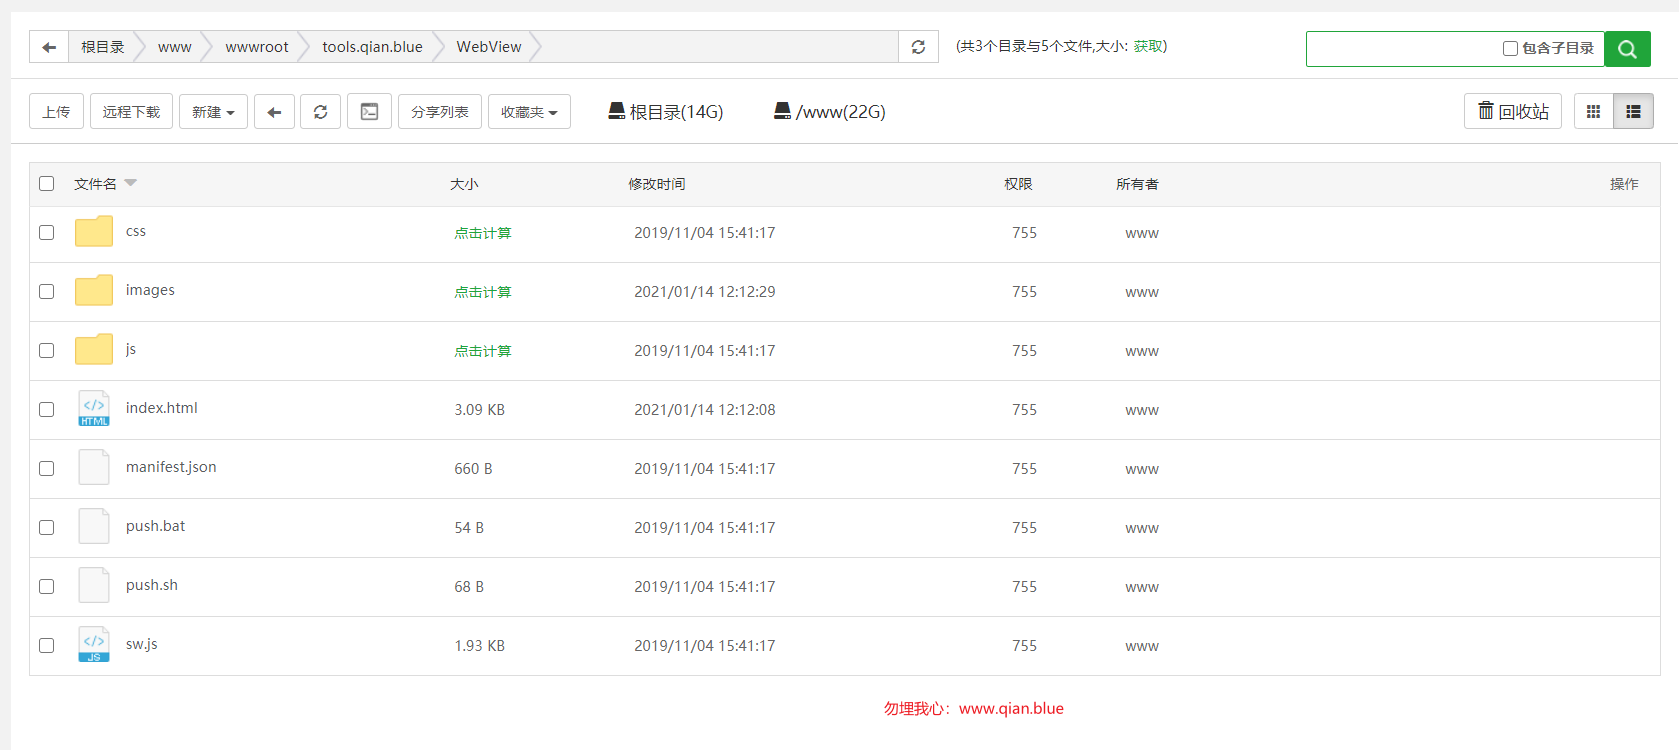 根目录 www wwwroot tools.qian.blue WebView (共3个目录与5个文件,大小: 获取) 包含子目录
上传 远程下载 新建 分享列表 收藏夹 根目录(14G) /www(22G) 回收站
文件名 大小 修改时间 权限 所有者 操作
css 点击计算 2019/11/04 15:41:17 755 www
images 点击计算 2021/01/14 12:12:29 755 www
js 点击计算 2019/11/04 15:41:17 755 www
HTML index.html 3.09 KB 2021/01/14 12:12:08 755 www
manifest.json 660 B 2019/11/04 15:41:17 755 www
push.bat 54 B 2019/11/04 15:41:17 755 www
push.sh 68 B 2019/11/04 15:41:17 755 www
JS sw.js 1.93 KB 2019/11/04 15:41:17 755 www
勿埋我心：www.qian.blue